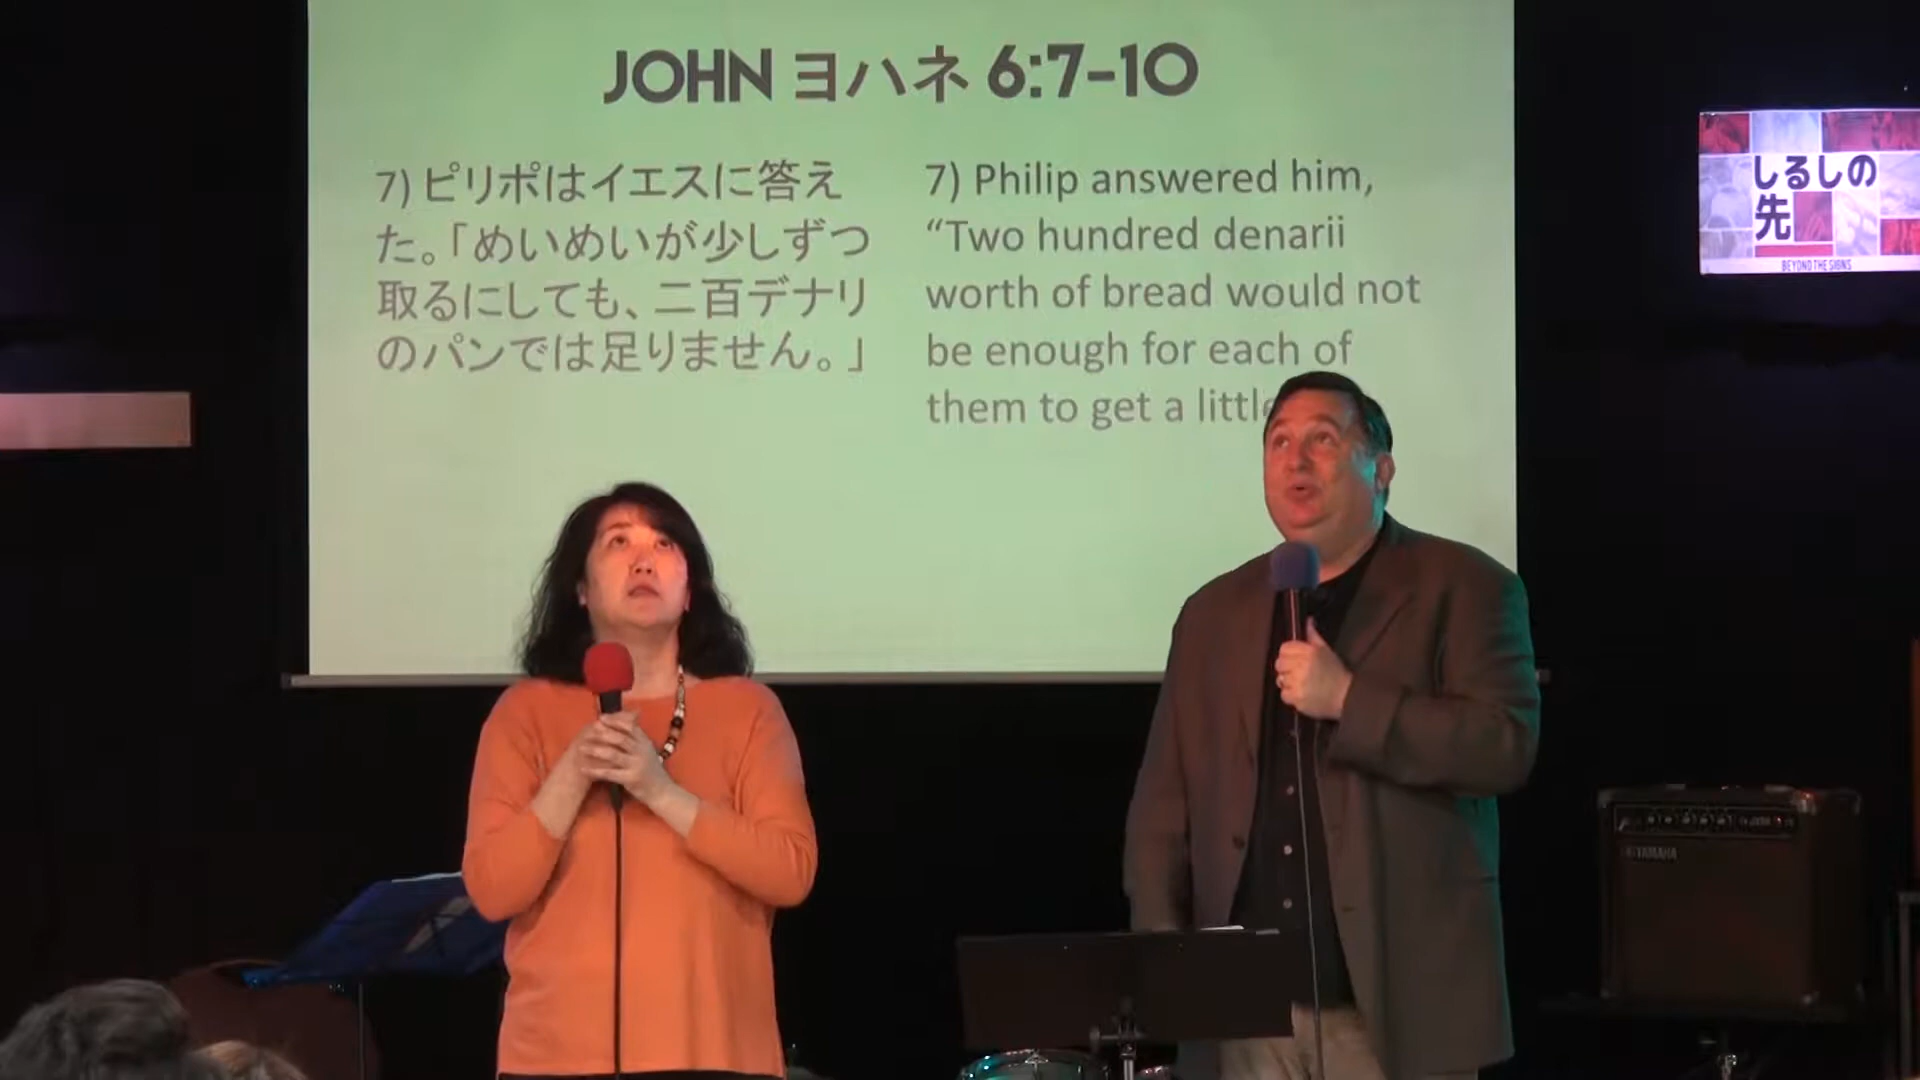 JOHN ヨハネ 6:7-10
7) ピリポはイエスに答え
た。「めいめいが少しずつ
取るにしても、二百デナリ
のパンでは足りません。」
7) Philip answered him,
“Two hundred denarii
worth of bread would not
be enough for each of
them to get a little
しるしの
先
BEYOND THE SIGNS
YAMAHA